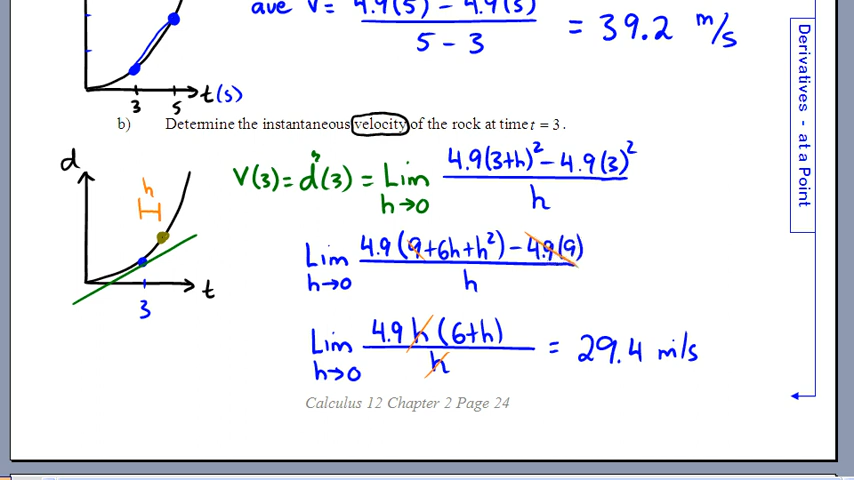 ave V = 4.9(5) - 4.9(3)
5 - 3
= 39.2 m/s
3 5 t(s)
b) Determine the instantaneous velocity of the rock at time t = 3.
d
h
t
3
V(3) = d'(3) = Lim h→0
4.9(3+h)² - 4.9(3)²
h
Lim h→0
4.9(9+6h+h²) - 4.9(9)
h
Lim h→0
4.9h(6+h)
h
= 29.4 m/s
Calculus 12 Chapter 2 Page 24
Derivatives - at a Point